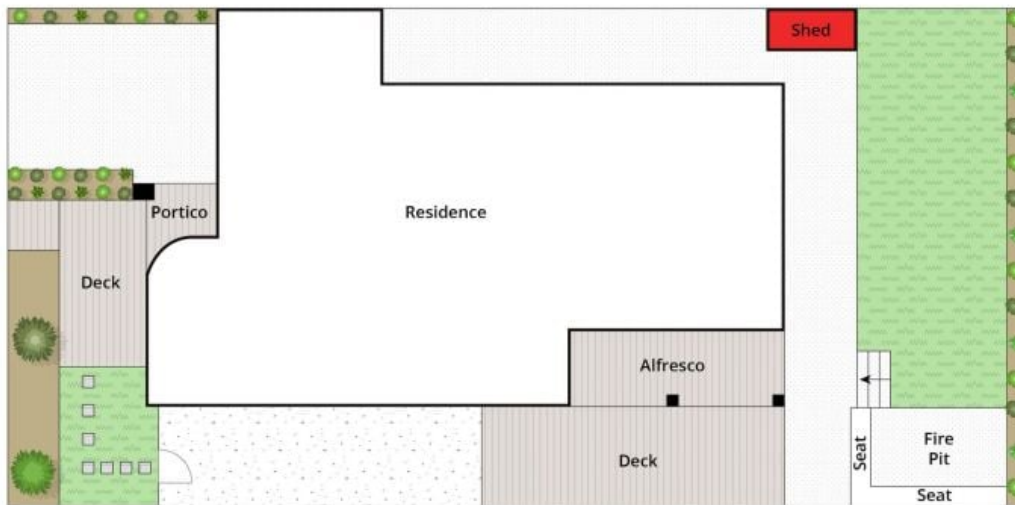 Shed
Portico
Residence
Deck
Alfresco
Deck
Seat
Fire
Pit
Seat